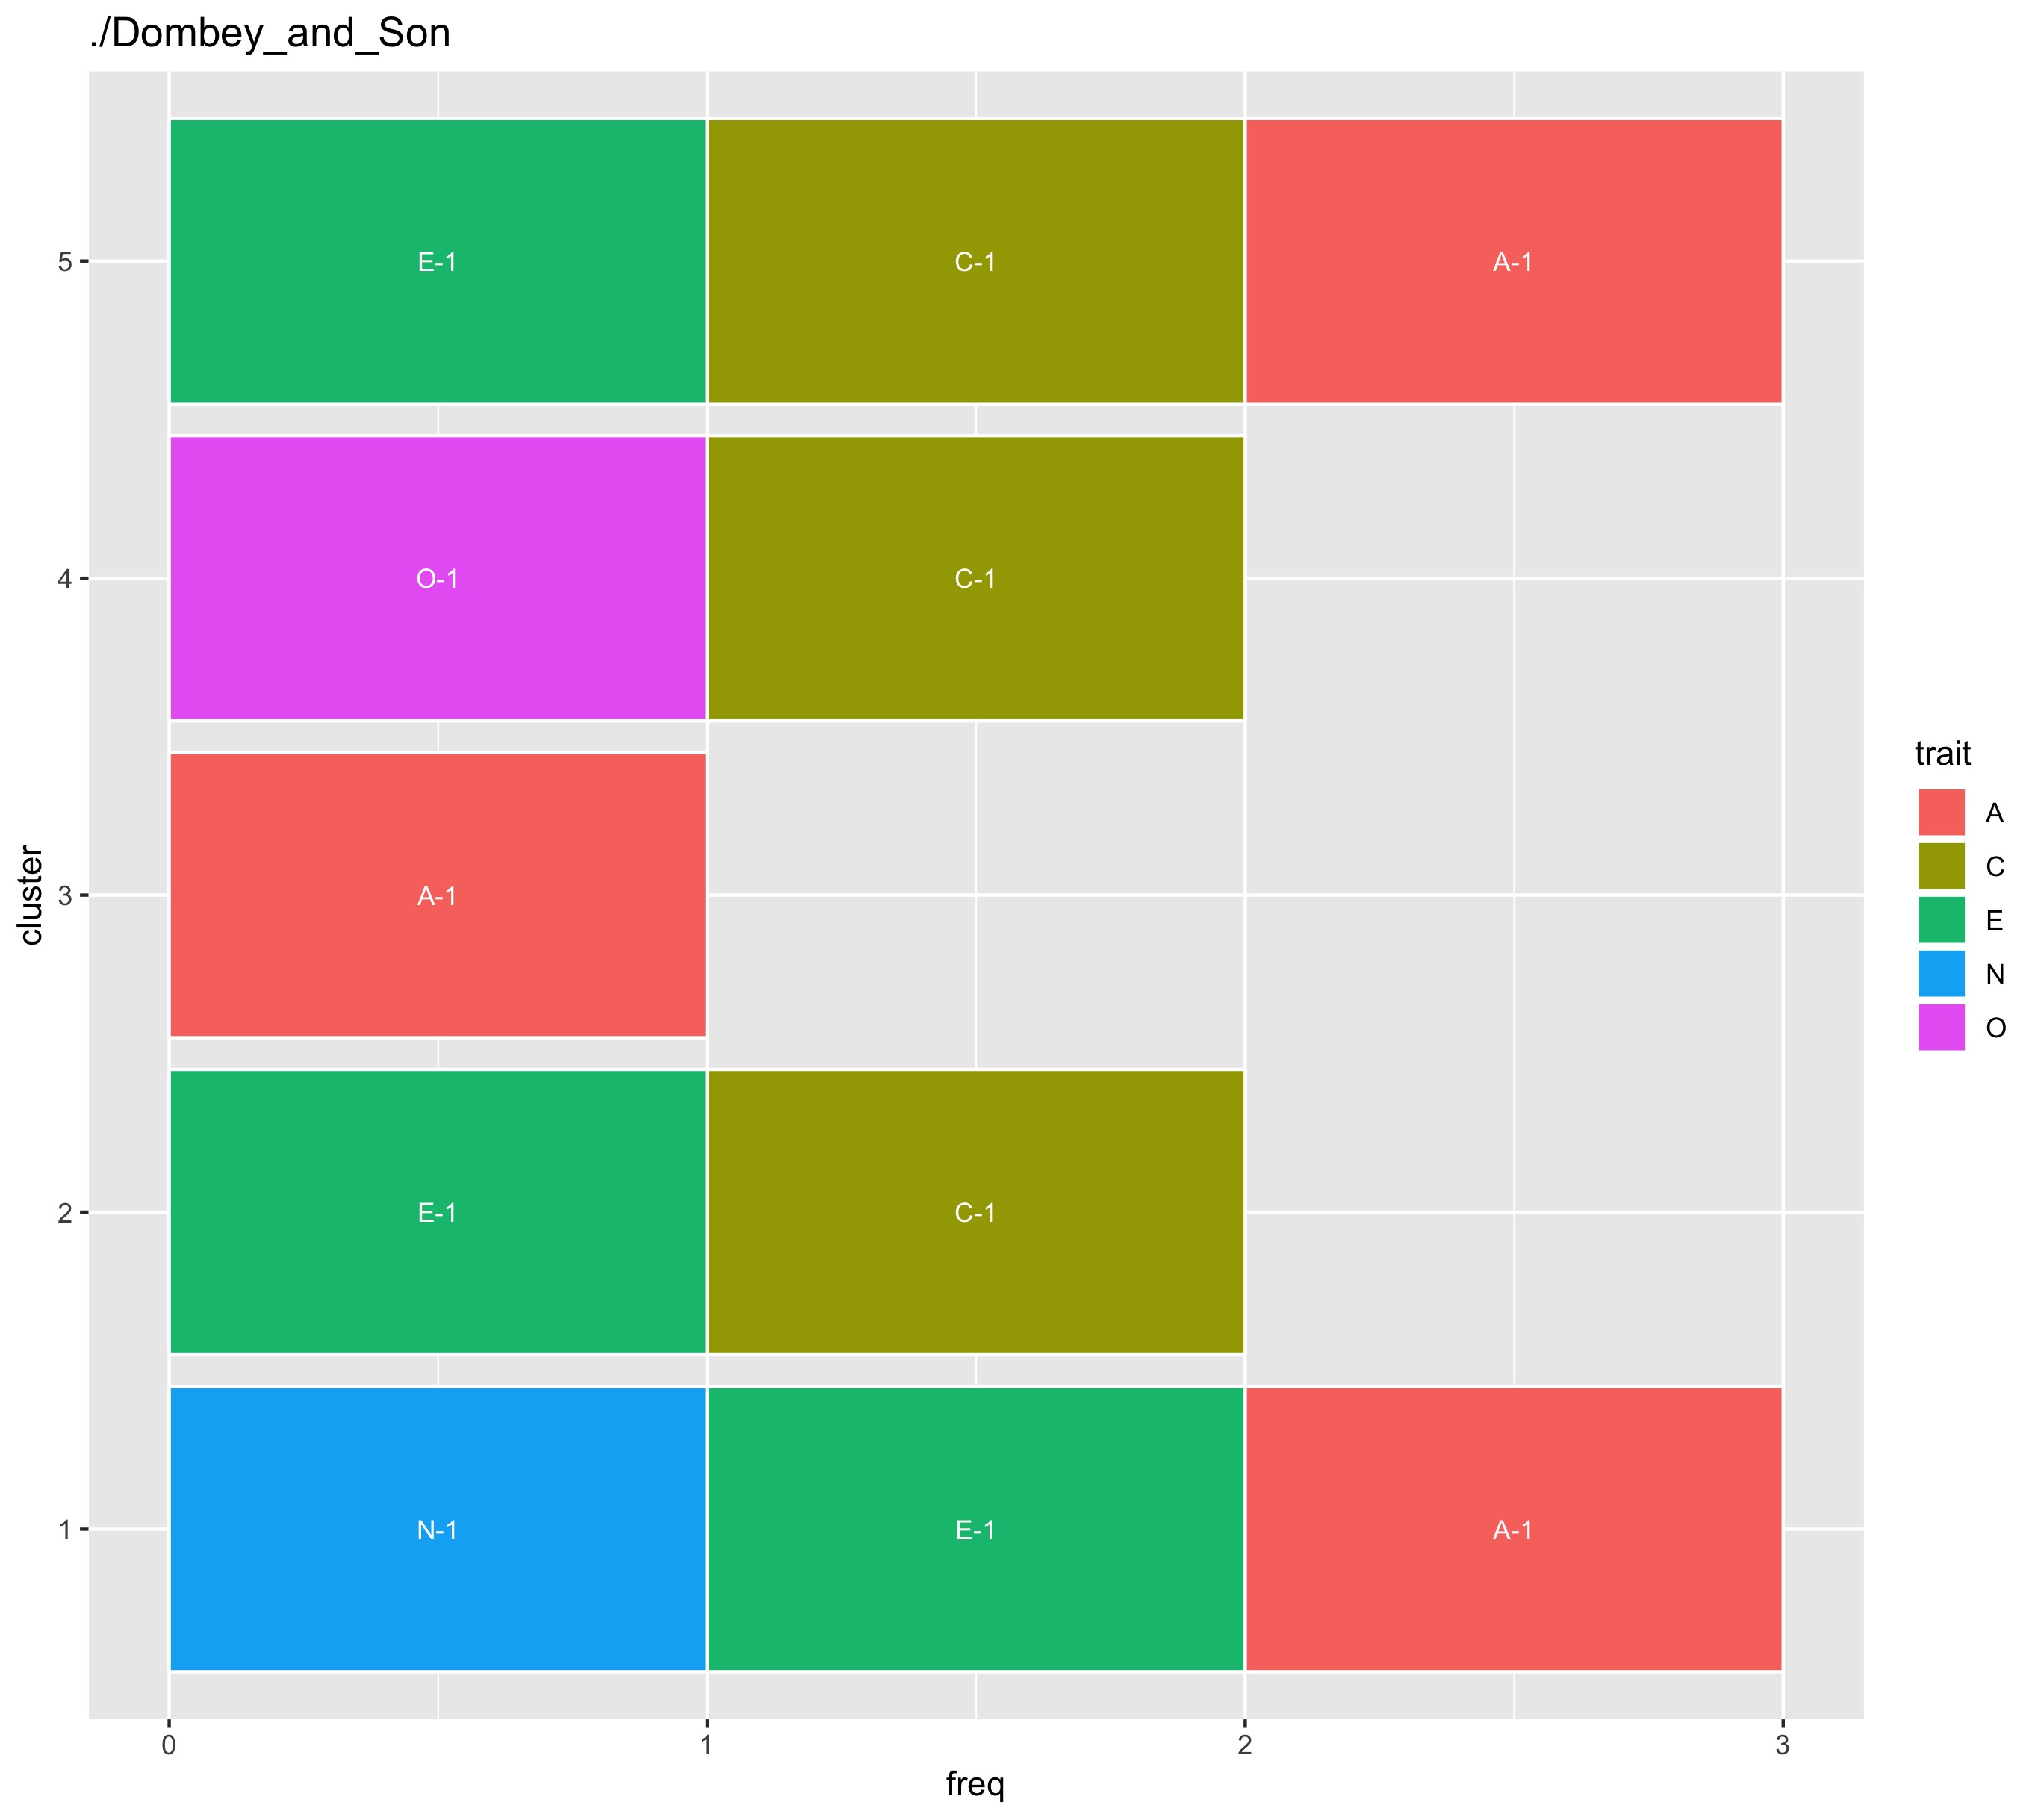 ./Dombey_and_Son
cluster
5
E-1 C-1 A-1
4
O-1 C-1
3
A-1
2
E-1 C-1
1
N-1 E-1 A-1
0 1 2 3
freq
trait
A
C
E
N
O